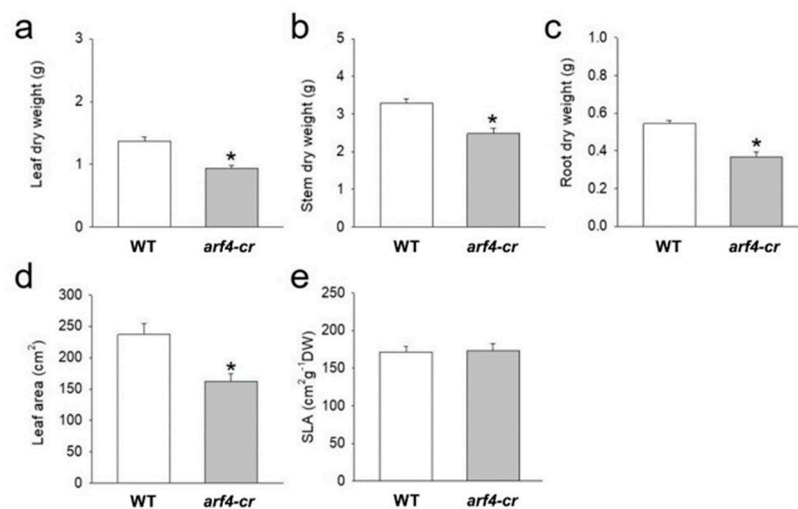 a
Leaf dry weight (g)
3
2
1
0
WT
arf4-cr
*
b
Stem dry weight (g)
5
4
3
2
1
0
WT
arf4-cr
*
c
Root dry weight (g)
1.0
0.8
0.6
0.4
0.2
0.0
WT
arf4-cr
*
d
Leaf area (cm²)
300
250
200
150
100
50
0
WT
arf4-cr
*
e
SLA (cm²g⁻¹DW)
250
200
150
100
50
0
WT
arf4-cr